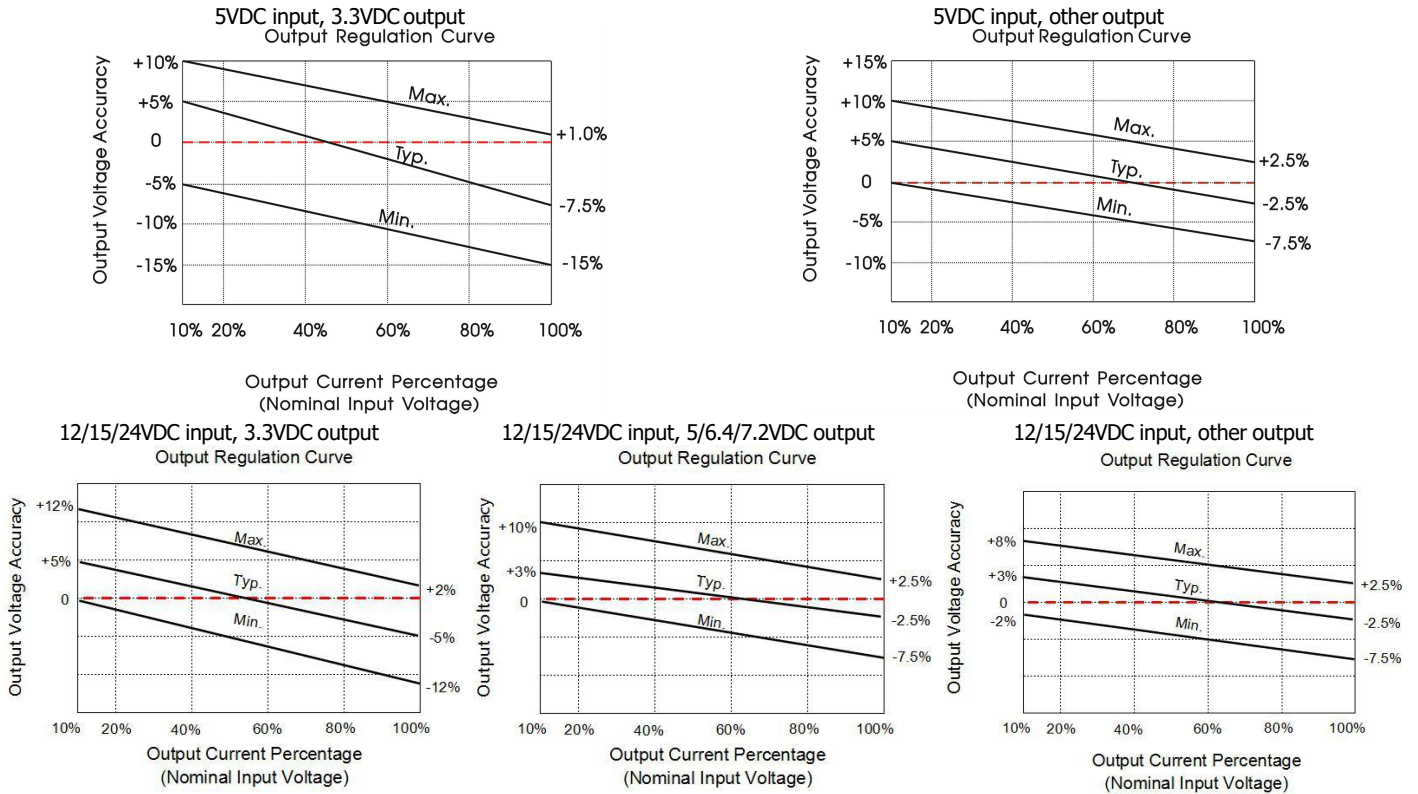 5VDC input, 3.3VDC output
Output Regulation Curve
Output Voltage Accuracy
+10%
+5%
0
-5%
-10%
-15%
Max.
Typ.
Min.
+1.0%
-7.5%
-15%
10% 20% 40% 60% 80% 100%
Output Current Percentage
(Nominal Input Voltage)
5VDC input, other output
Output Regulation Curve
Output Voltage Accuracy
+15%
+10%
+5%
0
-5%
-10%
Max.
Typ.
Min.
+2.5%
-2.5%
-7.5%
10% 20% 40% 60% 80% 100%
Output Current Percentage
(Nominal Input Voltage)
12/15/24VDC input, 3.3VDC output
Output Regulation Curve
Output Voltage Accuracy
+12%
+5%
0
Max.
Typ.
Min.
+2%
-5%
-12%
10% 20% 40% 60% 80% 100%
Output Current Percentage
(Nominal Input Voltage)
12/15/24VDC input, 5/6.4/7.2VDC output
Output Regulation Curve
Output Voltage Accuracy
+10%
+3%
0
Max.
Typ.
Min.
+2.5%
-2.5%
-7.5%
10% 20% 40% 60% 80% 100%
Output Current Percentage
(Nominal Input Voltage)
12/15/24VDC input, other output
Output Regulation Curve
Output Voltage Accuracy
+8%
+3%
0
-2%
Max.
Typ.
Min.
+2.5%
-2.5%
-7.5%
10% 20% 40% 60% 80% 100%
Output Current Percentage
(Nominal Input Voltage)